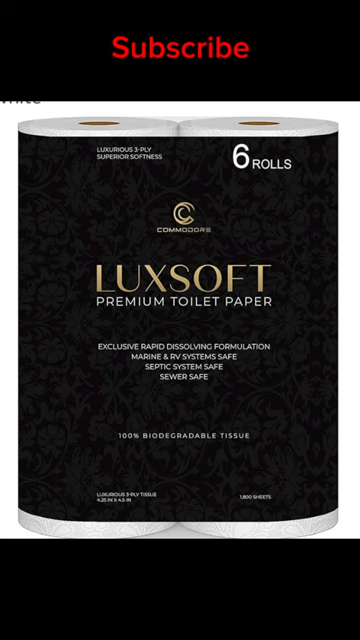 Subscribe
LUXURIOUS 3-PLY
SUPERIOR SOFTNESS
6 ROLLS
COMMODORE
LUXSOFT
PREMIUM TOILET PAPER
EXCLUSIVE RAPID DISSOLVING FORMULATION
MARINE & RV SYSTEMS SAFE
SEPTIC SYSTEM SAFE
SEWER SAFE
100% BIODEGRADABLE TISSUE
LUXURIOUS 3-PLY TISSUE
4.25 IN X 4.5 IN
1,800 SHEETS